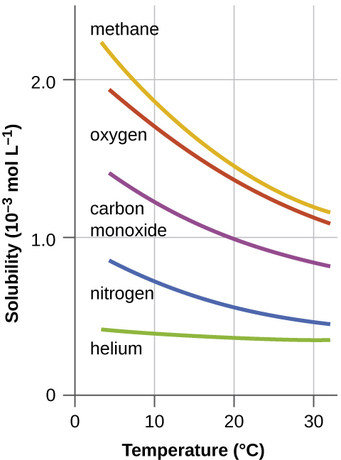 methane
2.0
oxygen
carbon
monoxide
1.0
nitrogen
helium
0
0 10 20 30
Temperature (°C)
Solubility (10⁻³ mol L⁻¹)